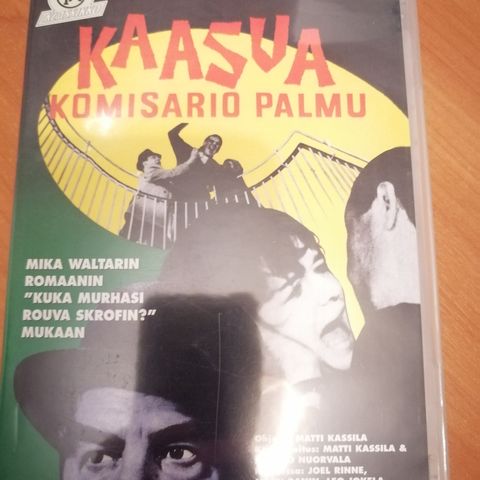 KAASUA
KOMISARIO PALMU
MIKA WALTARIN
ROMAANIN
"KUKA MURHASI
ROUVA SKROFIN?"
MUKAAN
MATTI KASSILA
MATTI KASSILA &
NUORVALA
JOEL RINNE,
LEO JOKELA